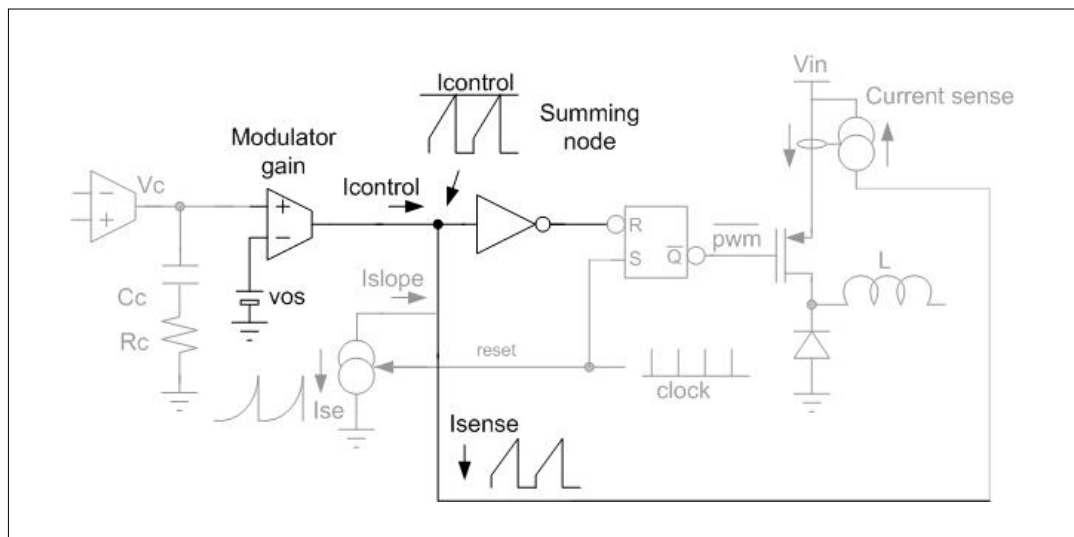 Icontrol
Summing
node
Vin
Current sense
Modulator
gain
Vc
Icontrol
+
−
−
+
R
S
Q
pwm
L
Cc
Rc
vos
Islope
Ise
reset
clock
Isense